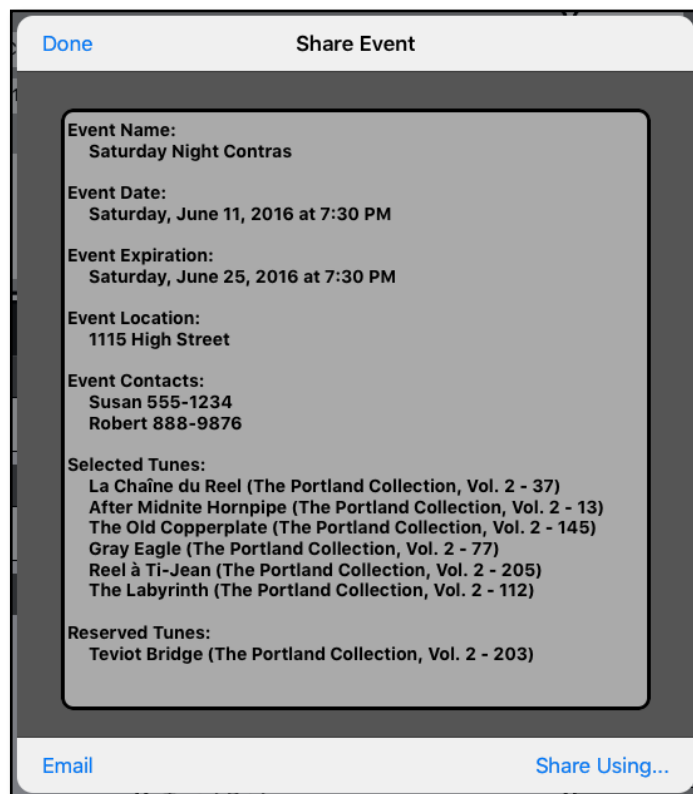 Done
Share Event
Event Name:
Saturday Night Contras
Event Date:
Saturday, June 11, 2016 at 7:30 PM
Event Expiration:
Saturday, June 25, 2016 at 7:30 PM
Event Location:
1115 High Street
Event Contacts:
Susan 555-1234
Robert 888-9876
Selected Tunes:
La Chaîne du Reel (The Portland Collection, Vol. 2 - 37)
After Midnite Hornpipe (The Portland Collection, Vol. 2 - 13)
The Old Copperplate (The Portland Collection, Vol. 2 - 145)
Gray Eagle (The Portland Collection, Vol. 2 - 77)
Reel à Ti-Jean (The Portland Collection, Vol. 2 - 205)
The Labyrinth (The Portland Collection, Vol. 2 - 112)
Reserved Tunes:
Teviot Bridge (The Portland Collection, Vol. 2 - 203)
Email
Share Using...